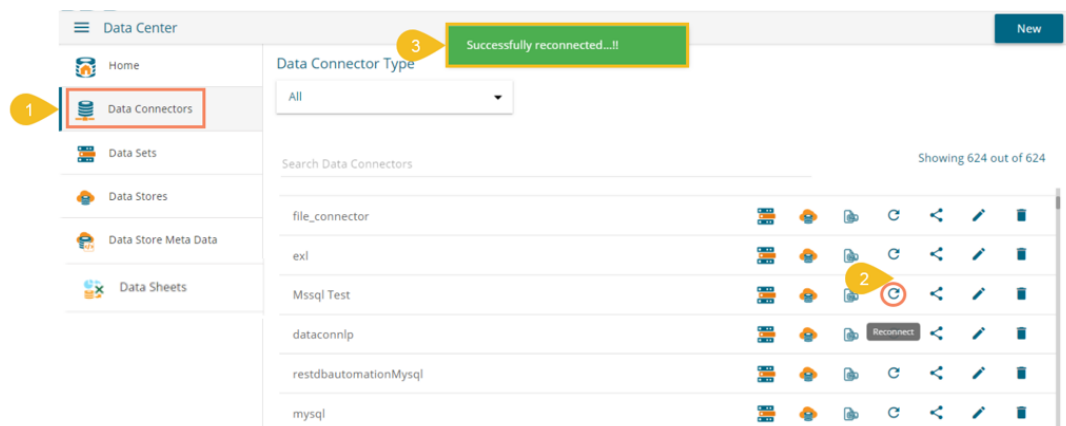 Data Center
3
Successfully reconnected...!!
New
Home
Data Connector Type
1
Data Connectors
All
Data Sets
Search Data Connectors
Showing 624 out of 624
Data Stores
file_connector
Data Store Meta Data
exl
2
Data Sheets
Mssql Test
dataconnlp
Reconnect
restdbautomationMysql
mysql